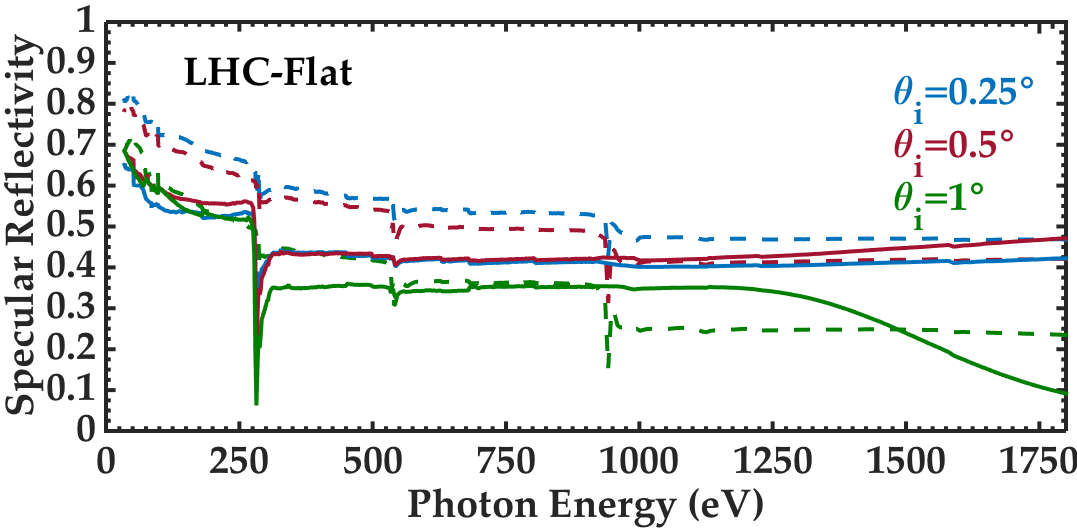 LHC-Flat
θi=0.25°
θi=0.5°
θi=1°
Specular Reflectivity
1
0.9
0.8
0.7
0.6
0.5
0.4
0.3
0.2
0.1
0
0 250 500 750 1000 1250 1500 1750
Photon Energy (eV)